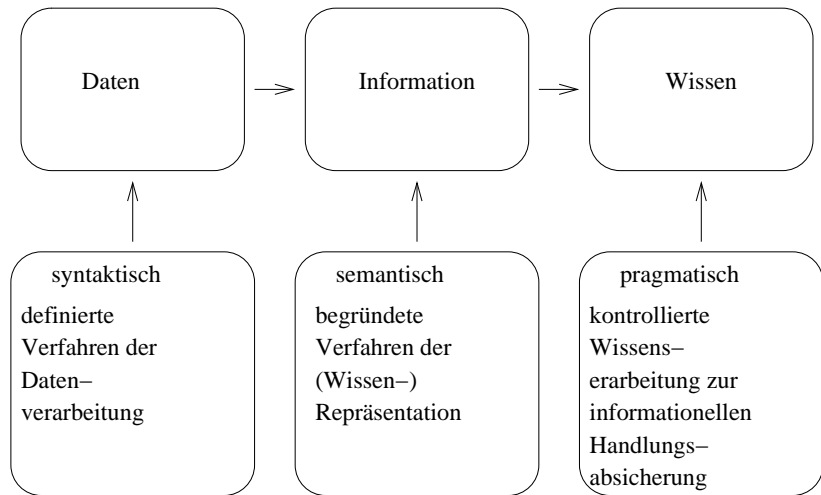 Daten
Information
Wissen
syntaktisch
definierte
Verfahren der
Daten−
verarbeitung
semantisch
begründete
Verfahren der
(Wissen−)
Repräsentation
pragmatisch
kontrollierte
Wissens−
erarbeitung zur
informationellen
Handlungs−
absicherung